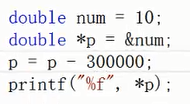 double num = 10;
double *p = &num;
p = p - 300000;
printf("%f", *p);